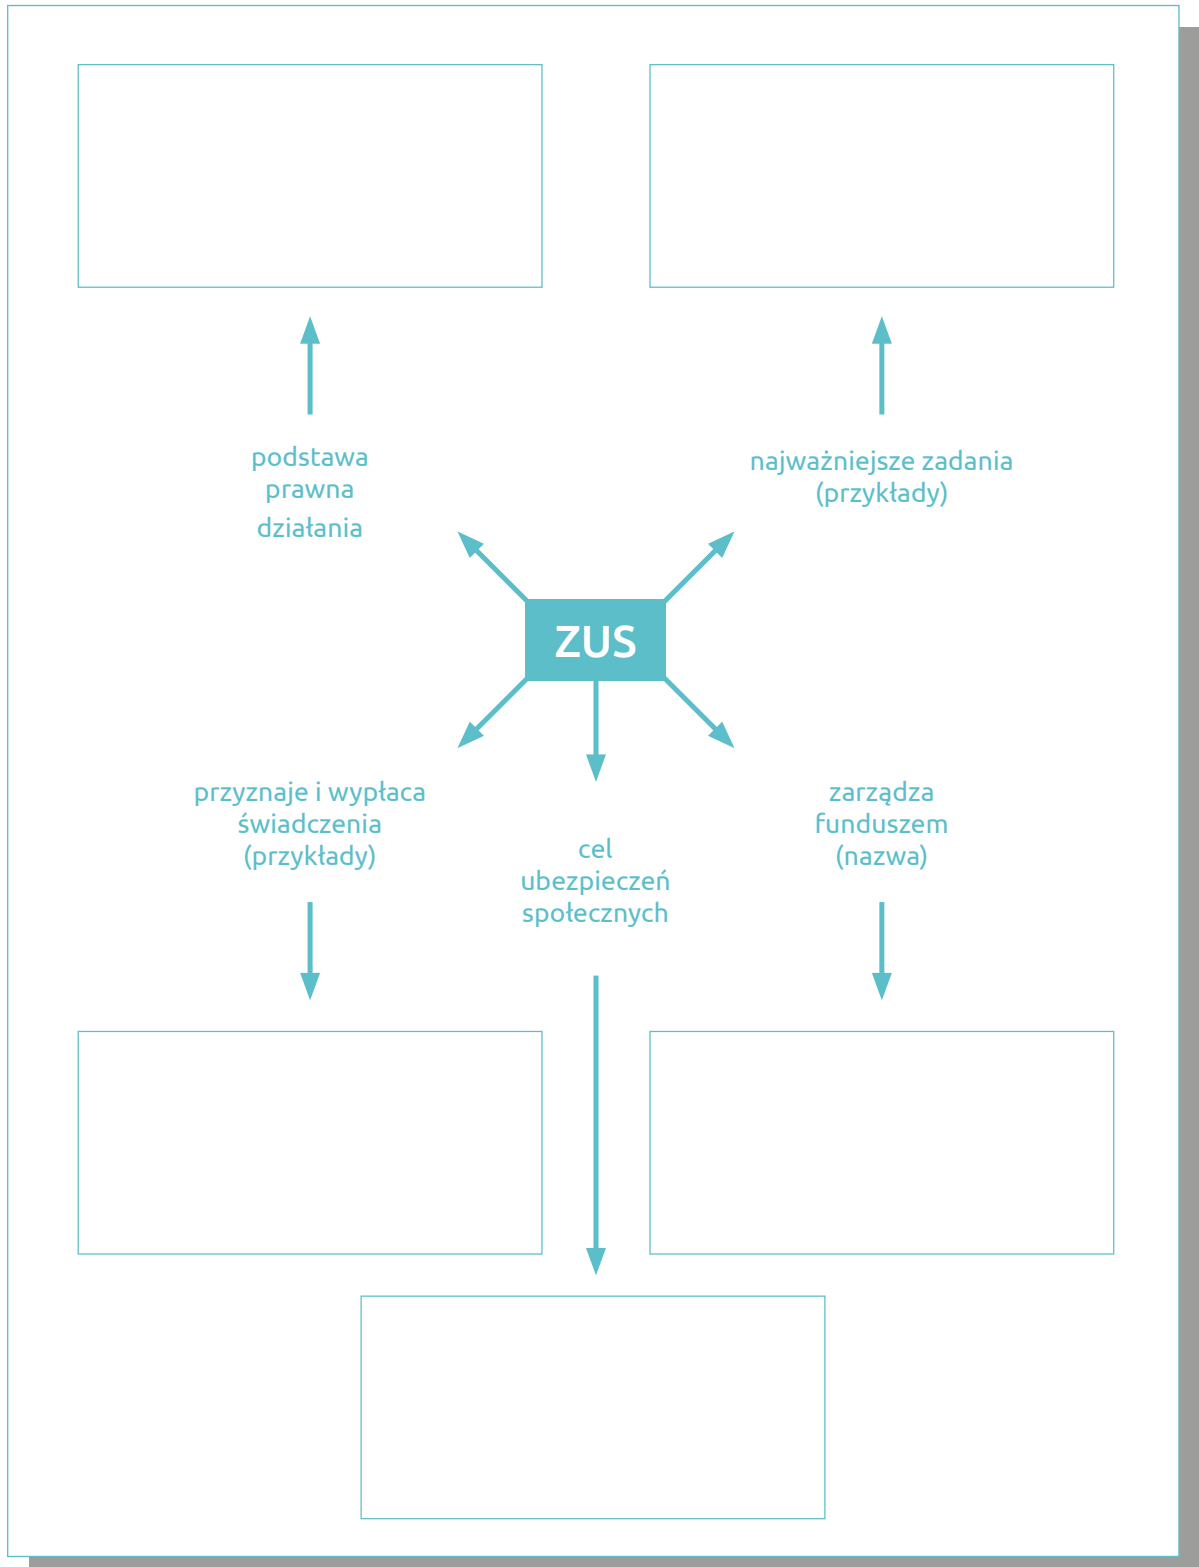 podstawa
prawna
działania
najważniejsze zadania
(przykłady)
ZUS
przyznaje i wypłaca
świadczenia
(przykłady)
cel
ubezpieczeń
społecznych
zarządza
funduszem
(nazwa)